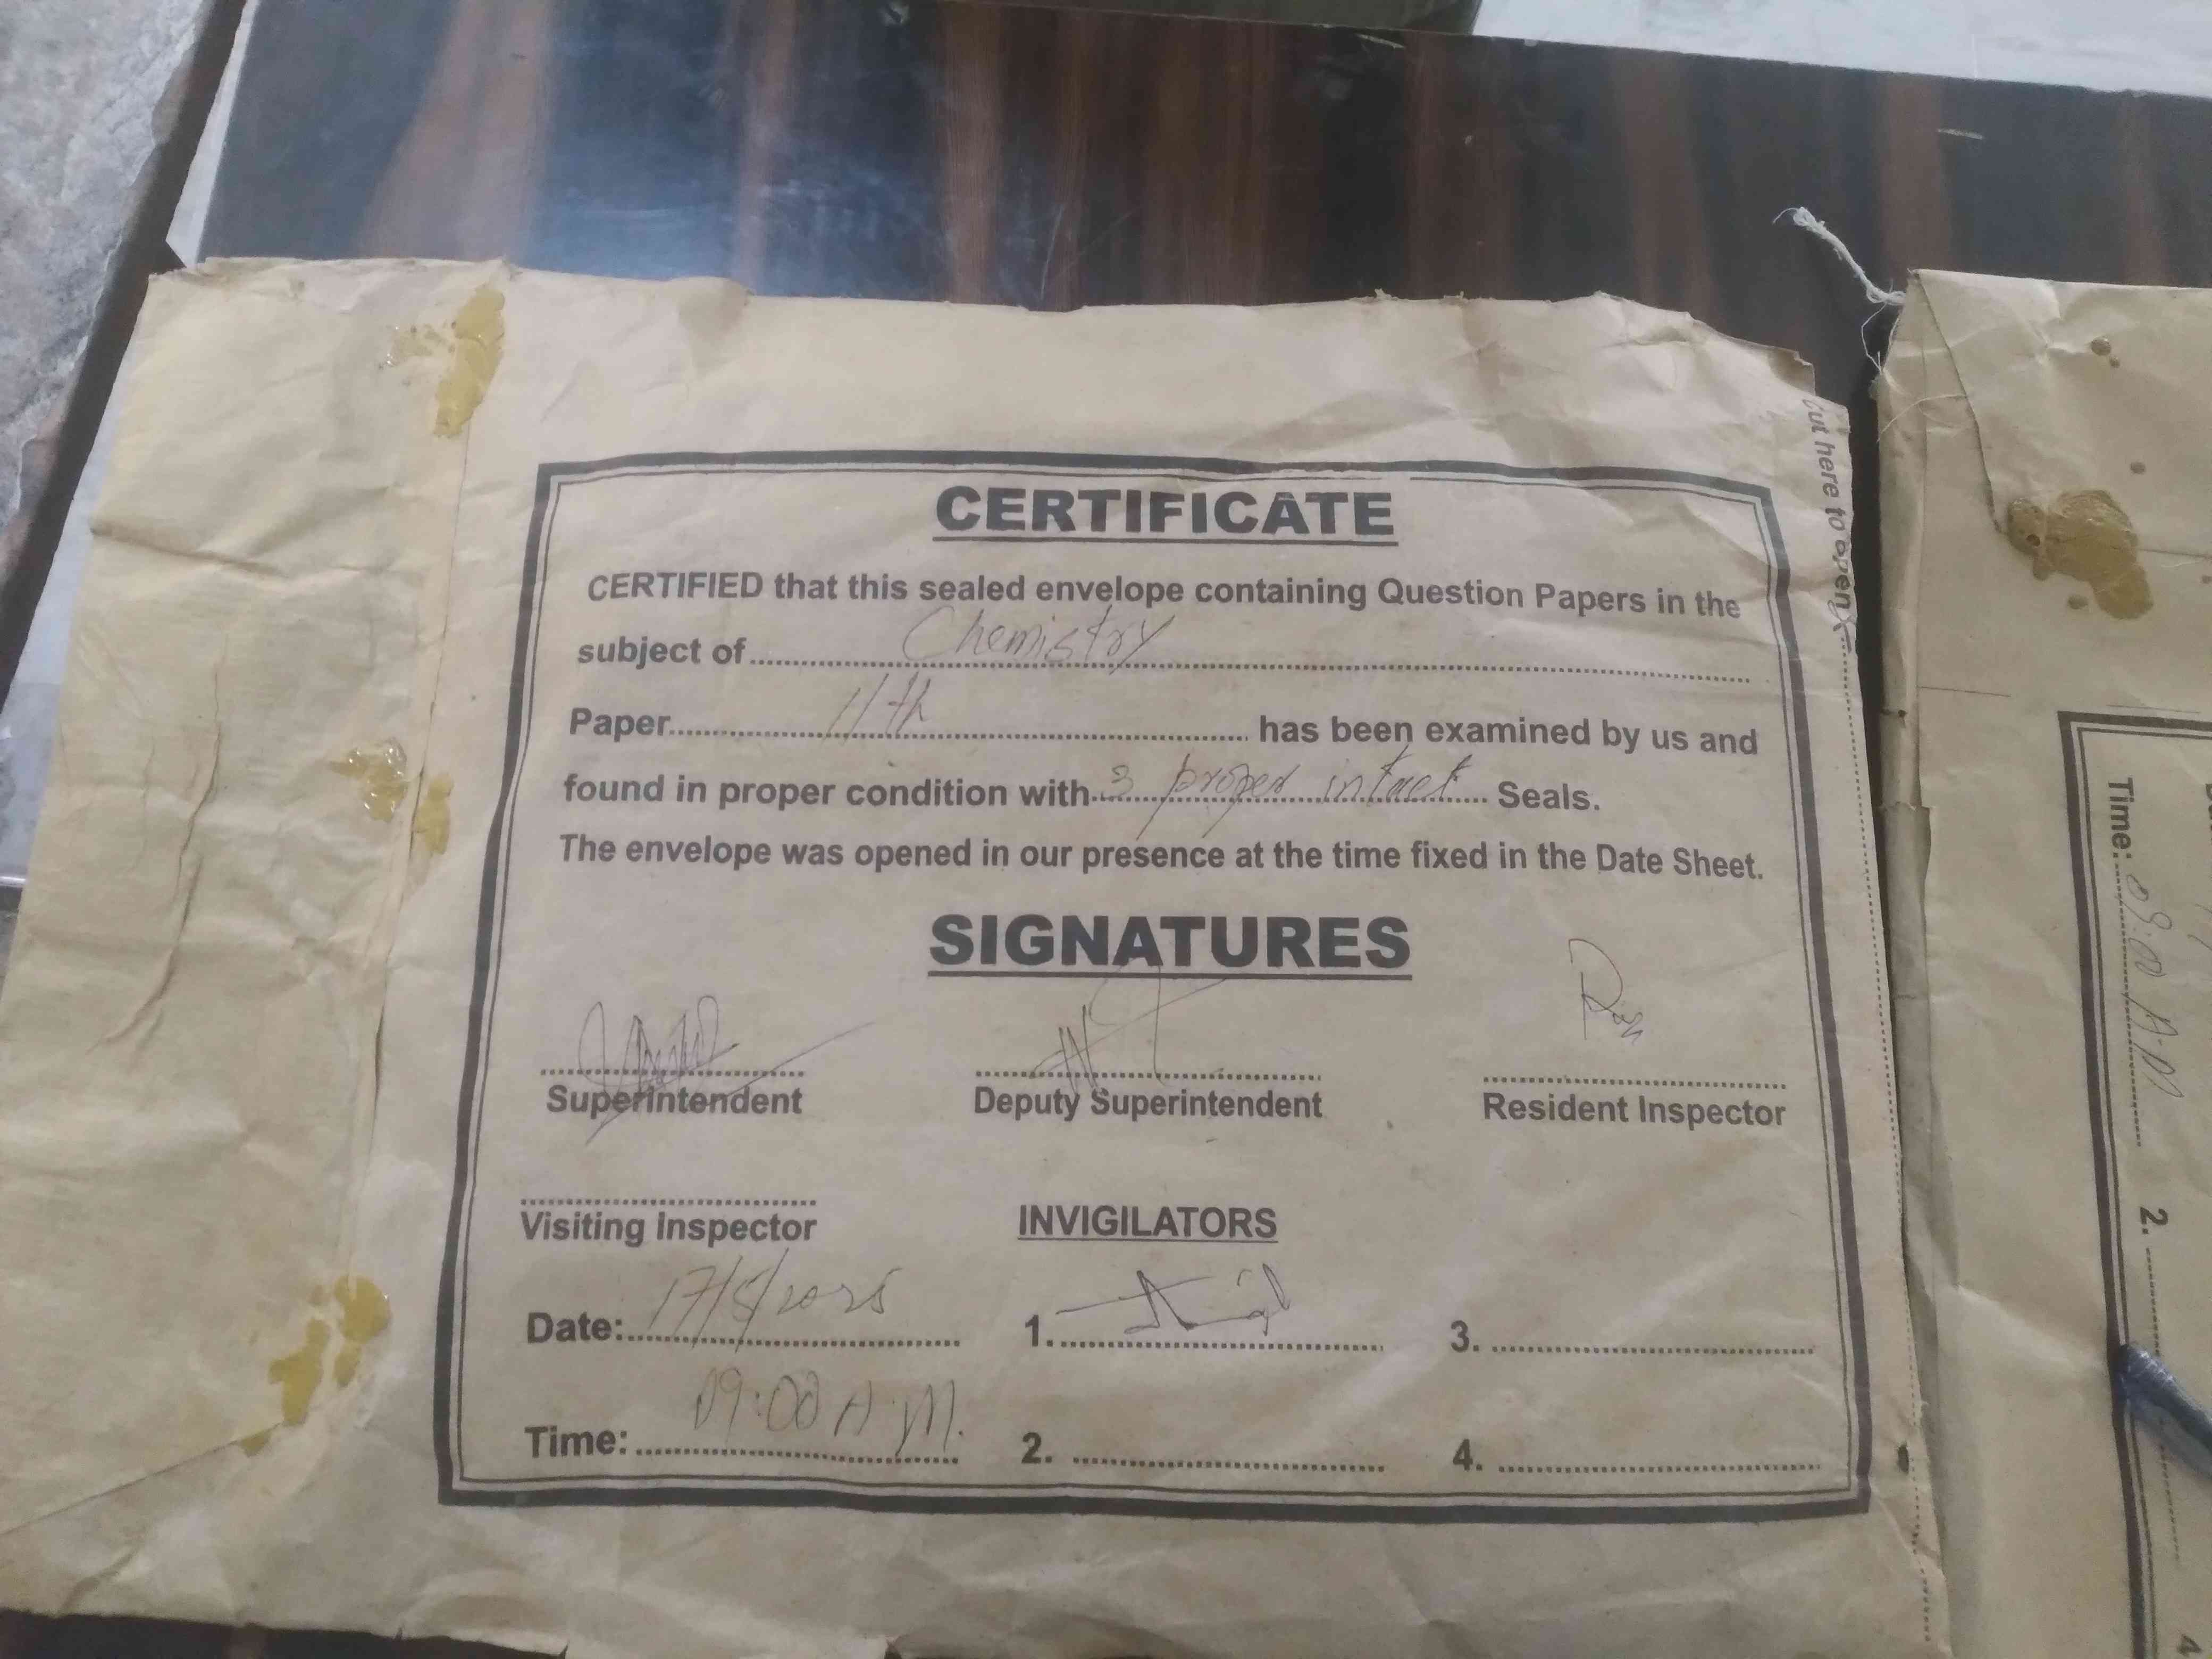 CERTIFICATE
CERTIFIED that this sealed envelope containing Question Papers in the
subject of Chemistry
Paper 11th has been examined by us and
found in proper condition with 3 proper intact Seals.
The envelope was opened in our presence at the time fixed in the Date Sheet.
SIGNATURES
Superintendent Deputy Superintendent Resident Inspector
Visiting Inspector INVIGILATORS
Date: 17/5/2025 1. 3.
Time: 09:00 A.M. 2. 4.
Cut here to open
Time:
2.
4